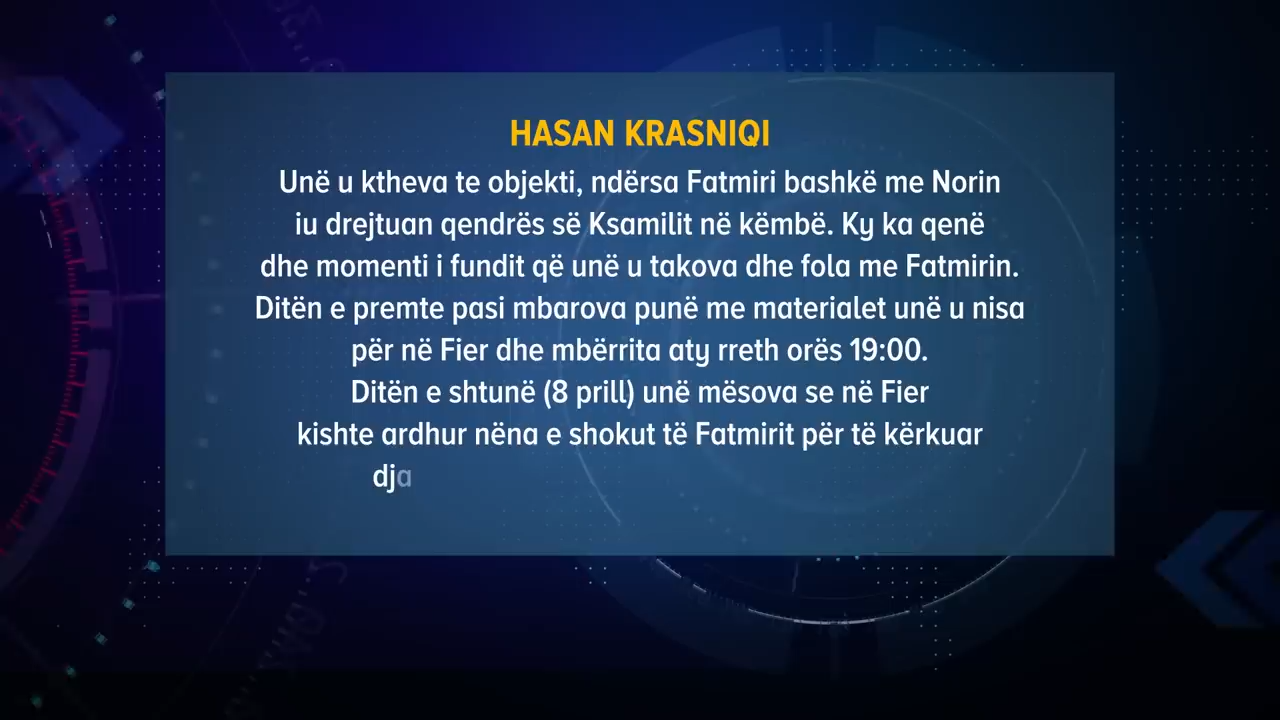 HASAN KRASNIQI
Unë u ktheva te objekti, ndërsa Fatmiri bashkë me Norin
iu drejtuan qendrës së Ksamilit në këmbë. Ky ka qenë
dhe momenti i fundit që unë u takova dhe fola me Fatmirin.
Ditën e premte pasi mbarova punë me materialet unë u nisa
për në Fier dhe mbërrita aty rreth orës 19:00.
Ditën e shtunë (8 prill) unë mësova se në Fier
kishte ardhur nëna e shokut të Fatmirit për të kërkuar
dja